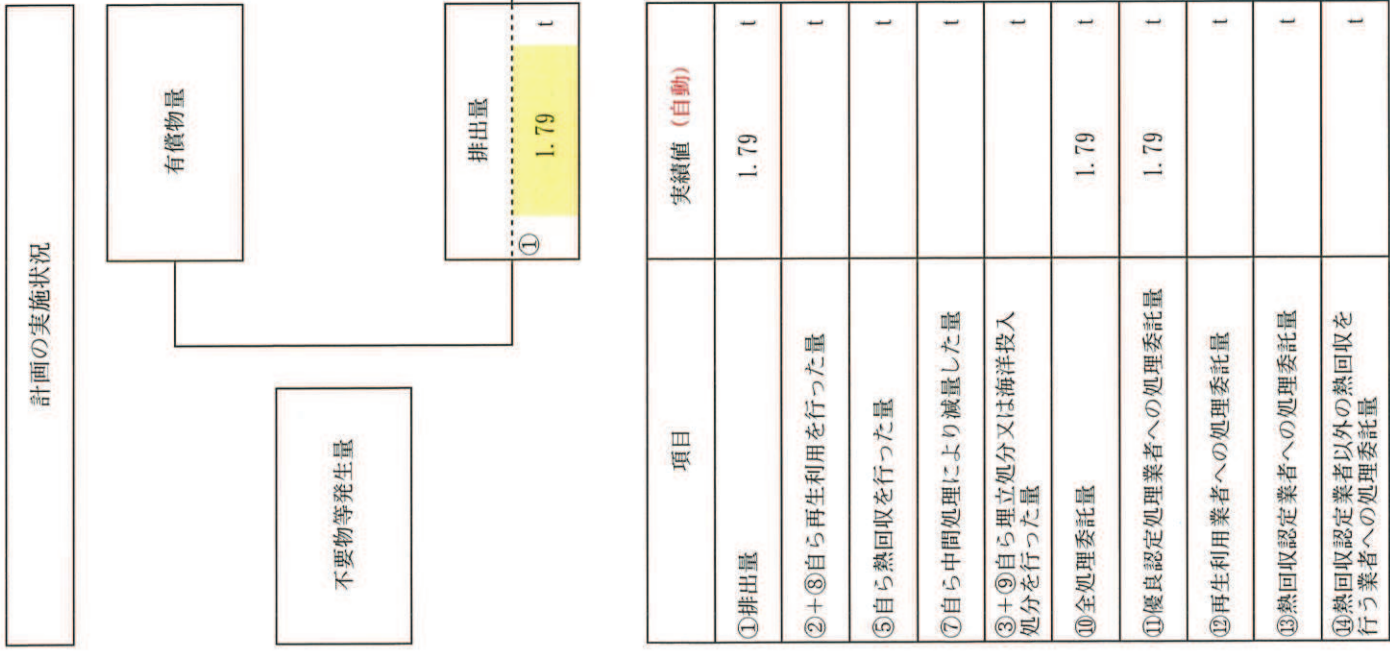 計画の実施状況
有償物量
不要物等発生量
排出量
① 1.79 t
項目 実績値（自動）
①排出量 1.79 t
②+⑧自ら再生利用を行った量 t
⑤自ら熱回収を行った量 t
⑦自ら中間処理により減量した量 t
③+⑨自ら埋立処分又は海洋投入
処分を行った量 t
⑩全処理委託量 1.79 t
⑪優良認定処理業者への処理委託量 1.79 t
⑫再生利用業者への処理委託量 t
⑬熱回収認定業者への処理委託量 t
⑭熱回収認定業者以外の熱回収を
行う業者への処理委託量 t